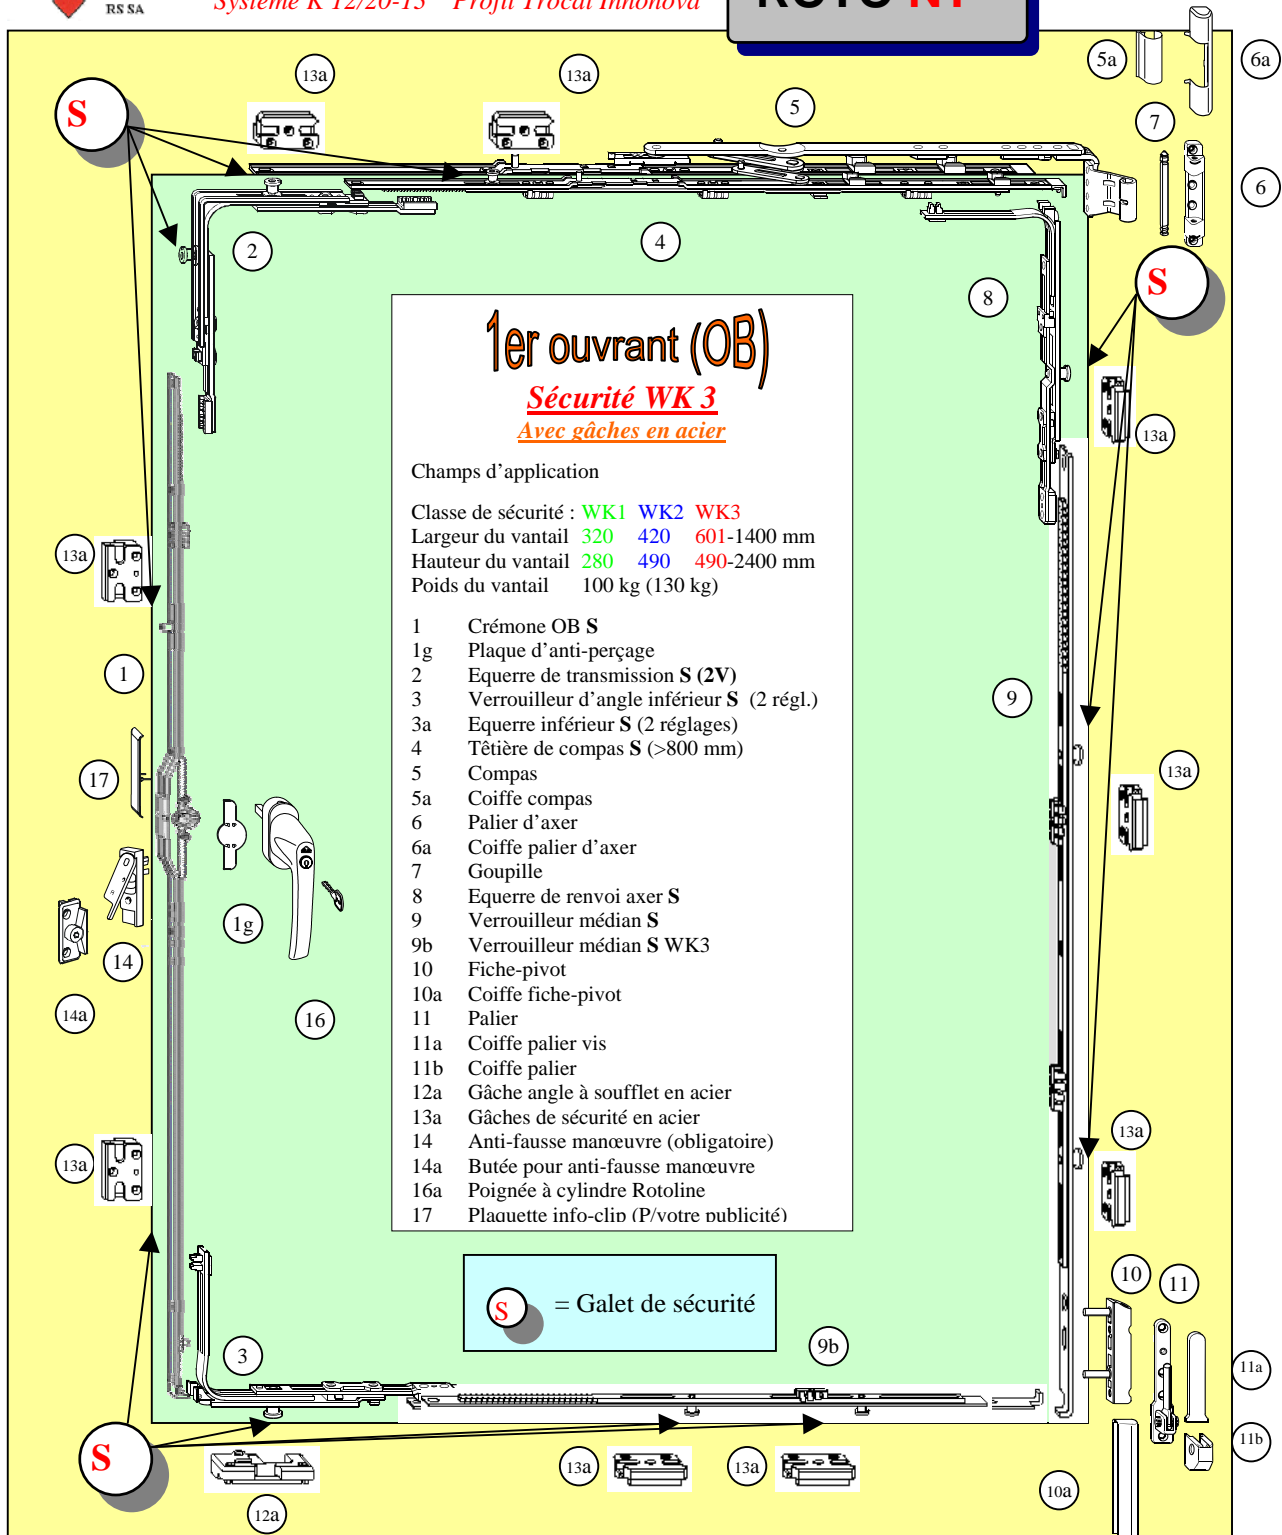 RS SA
Système K 12/20-13 Profil Trocal Innonova
ROTO NT
13a
13a
5
5a
6a
7
6
S
2
4
8
S
1er ouvrant (OB)
Sécurité WK 3
Avec gâches en acier
Champs d’application
Classe de sécurité : WK1 WK2 WK3
Largeur du vantail 320 420 601-1400 mm
Hauteur du vantail 280 490 490-2400 mm
Poids du vantail 100 kg (130 kg)
1 Crémone OB S
1g Plaque d’anti-perçage
2 Equerre de transmission S (2V)
3 Verrouilleur d’angle inférieur S (2 régl.)
3a Equerre inférieur S (2 réglages)
4 Têtière de compas S (>800 mm)
5 Compas
5a Coiffe compas
6 Palier d’axer
6a Coiffe palier d’axer
7 Goupille
8 Equerre de renvoi axer S
9 Verrouilleur médian S
9b Verrouilleur médian S WK3
10 Fiche-pivot
10a Coiffe fiche-pivot
11 Palier
11a Coiffe palier vis
11b Coiffe palier
12a Gâche angle à soufflet en acier
13a Gâches de sécurité en acier
14 Anti-fausse manœuvre (obligatoire)
14a Butée pour anti-fausse manœuvre
16a Poignée à cylindre Rotoline
17 Plaquette info-clip (P/votre publicité)
13a
13a
1
9
17
13a
1g
14
14a
16
13a
13a
10
11
S = Galet de sécurité
3
9b
11a
11b
S
12a
13a
13a
10a